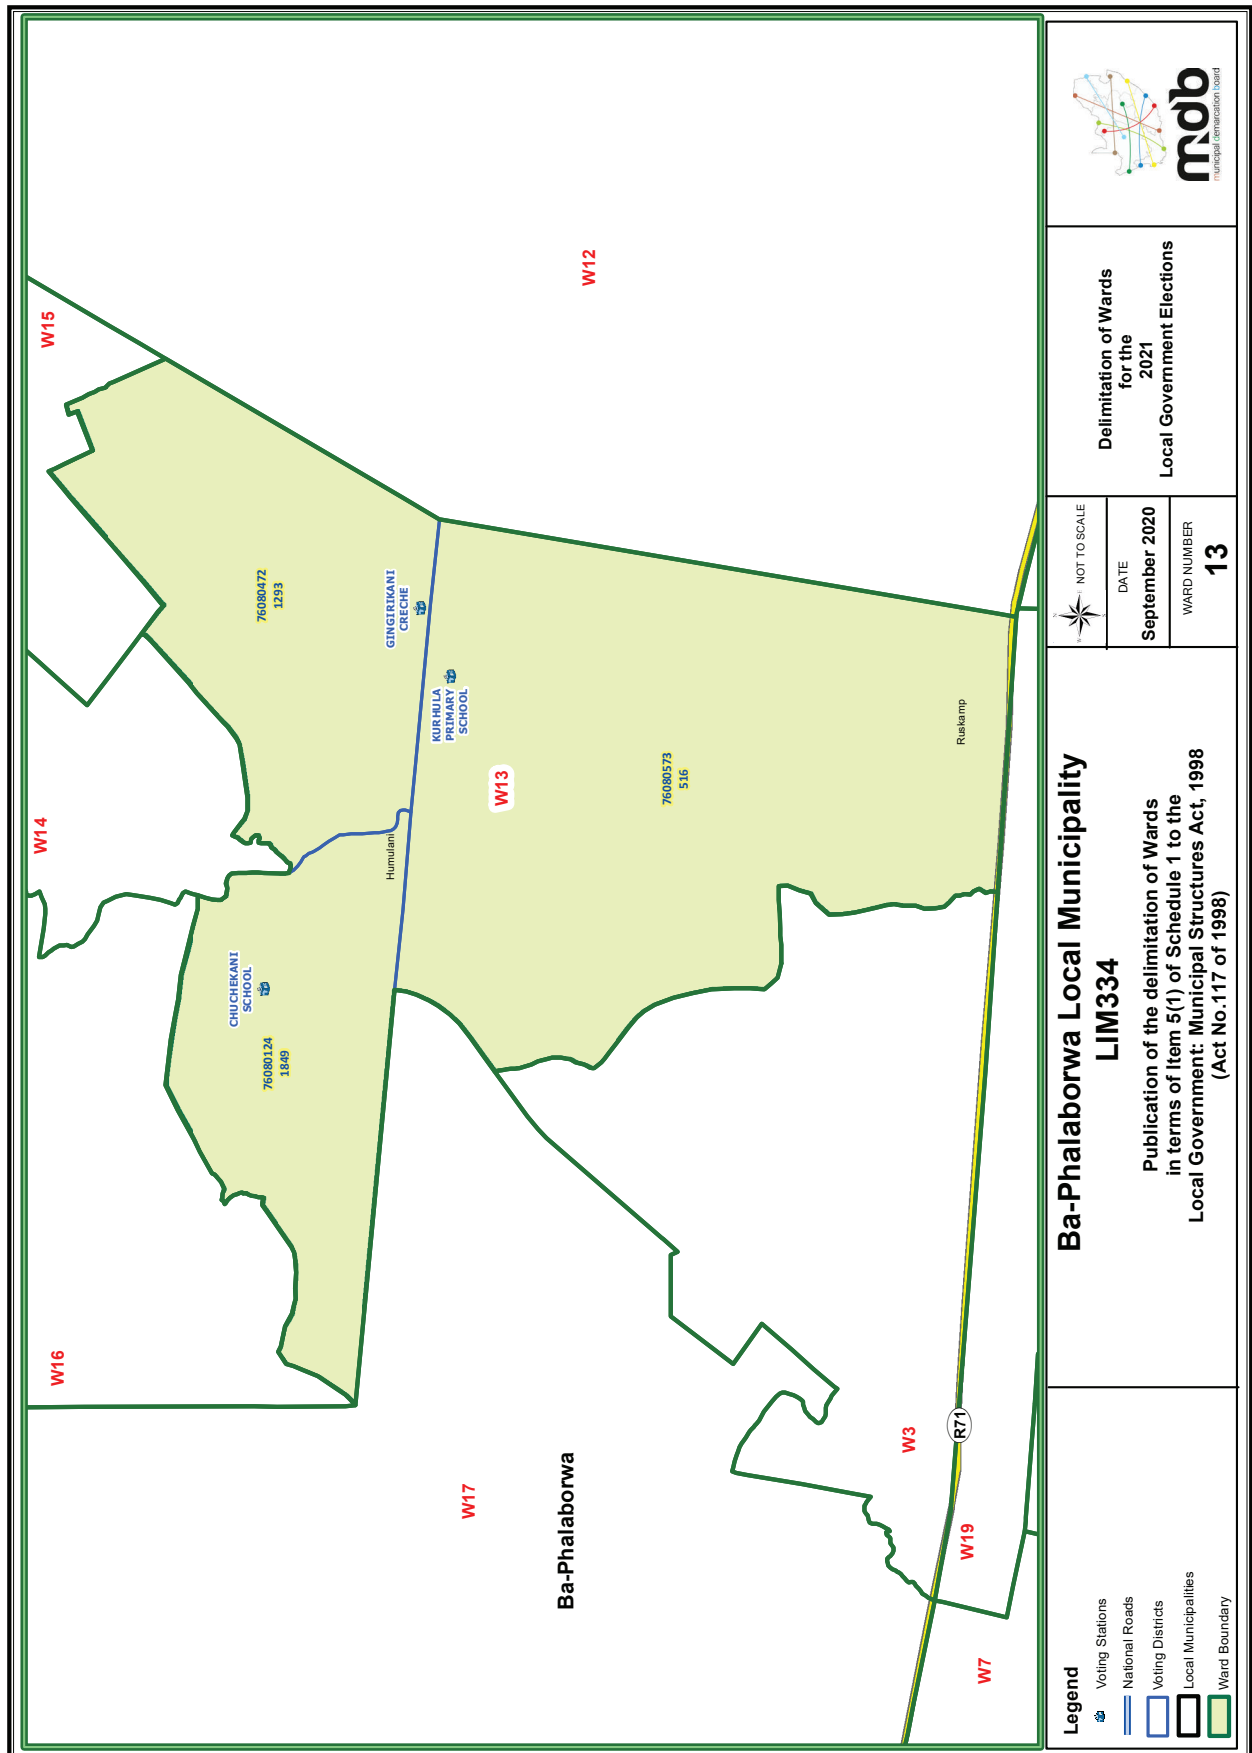 W15
W14
W16
W12
W13
W17
W3
W19
W7
76080472
1293
GINGIRIKANI
CRECHE
KURHULA
PRIMARY
SCHOOL
Humulani
CHUCHEKANI
SCHOOL
76080124
1849
76080573
516
Ruskamp
Ba-Phalaborwa
R71
Legend
Voting Stations
National Roads
Voting Districts
Local Municipalities
Ward Boundary
Ba-Phalaborwa Local Municipality
LIM334
Publication of the delimitation of Wards
in terms of Item 5(1) of Schedule 1 to the
Local Government: Municipal Structures Act, 1998
(Act No.117 of 1998)
NOT TO SCALE
DATE
September 2020
WARD NUMBER
13
Delimitation of Wards
for the
2021
Local Government Elections
mdb
municipal demarcation board